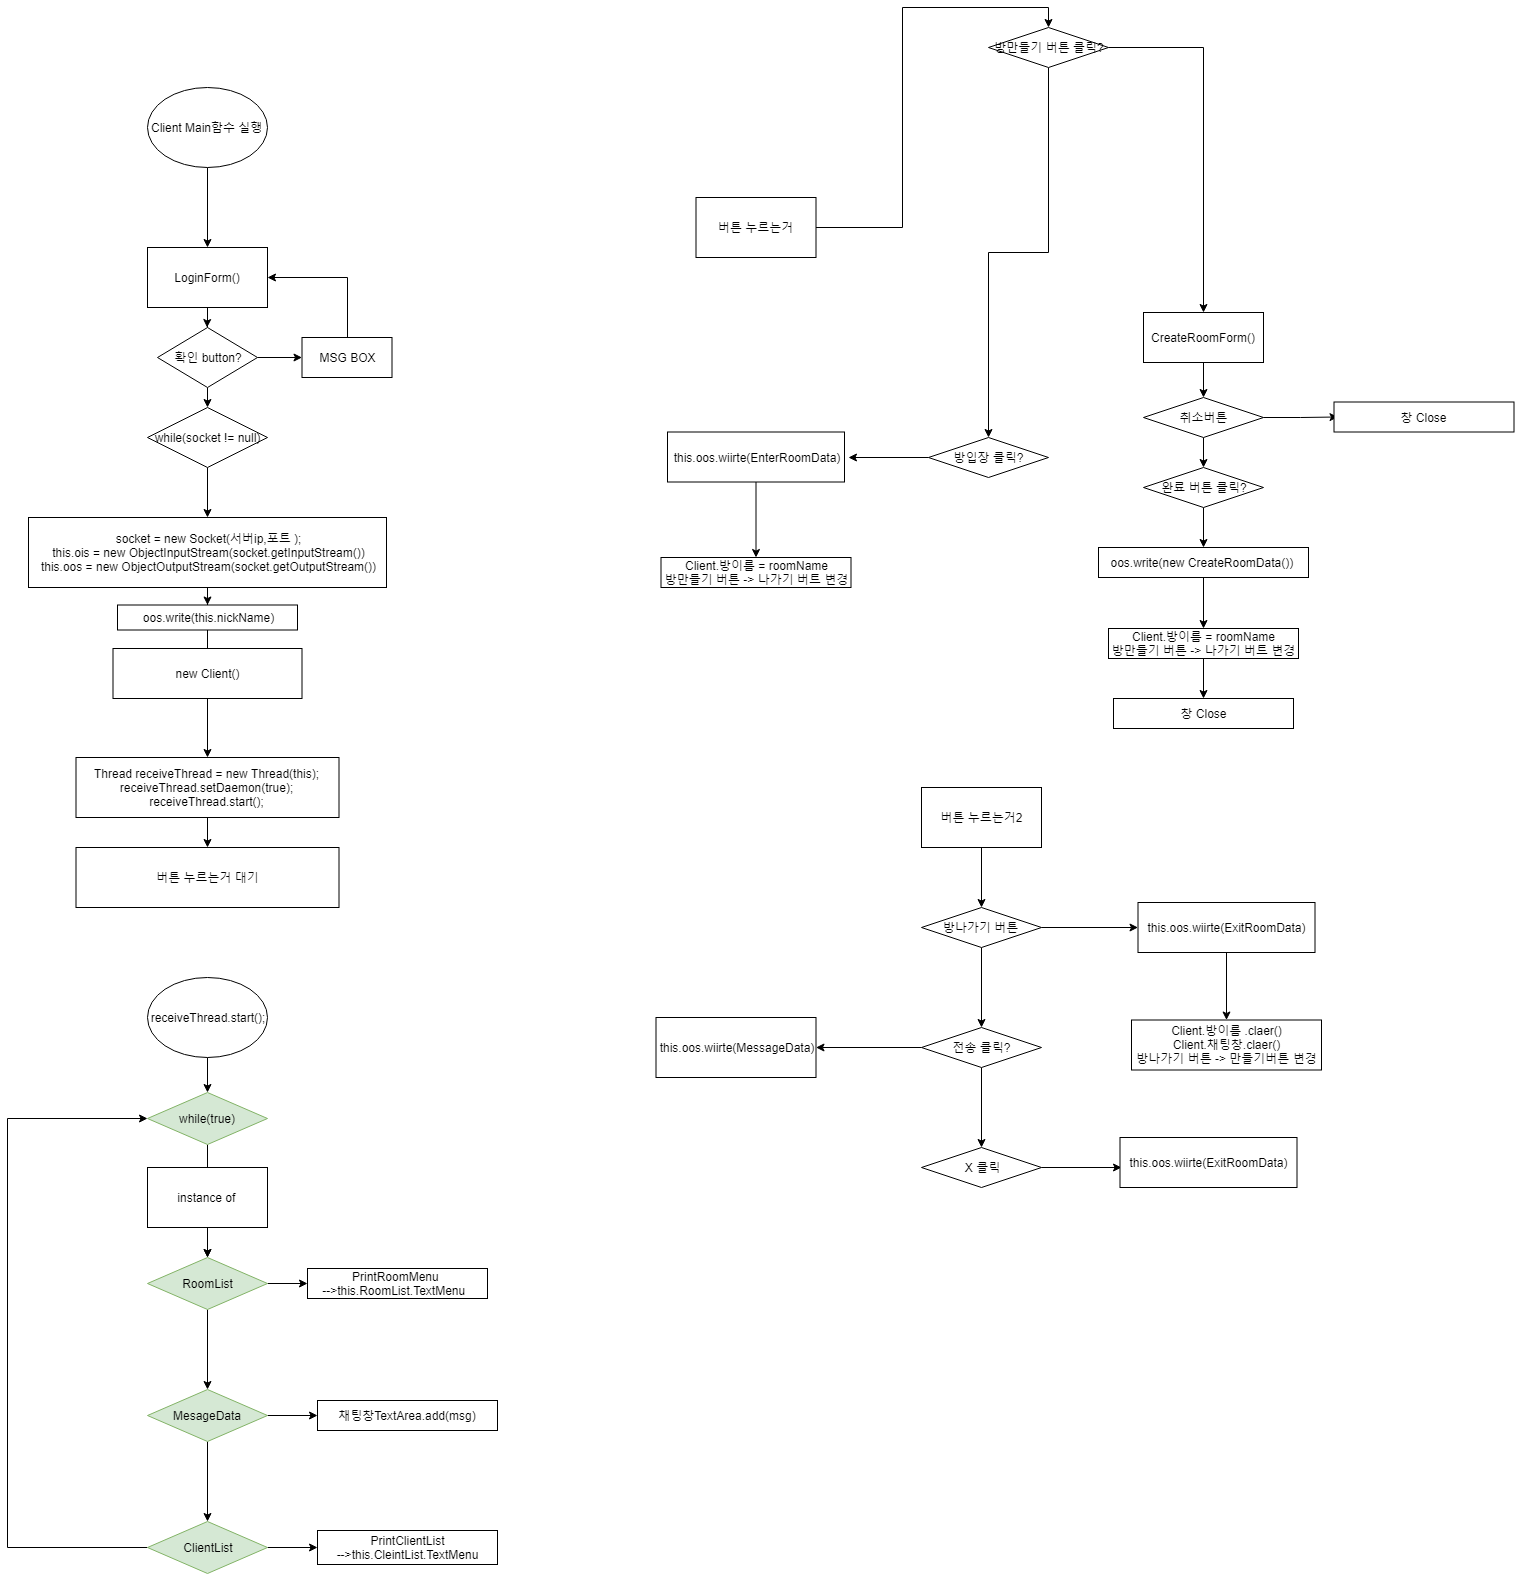 Client Main함수 실행
LoginForm()
확인 button?
MSG BOX
while(socket != null)
socket = new Socket(서버ip,포트 );
this.ois = new ObjectInputStream(socket.getInputStream())
this.oos = new ObjectOutputStream(socket.getOutputStream())
oos.write(this.nickName)
new Client()
Thread receiveThread = new Thread(this);
receiveThread.setDaemon(true);
receiveThread.start();
버튼 누르는거 대기
receiveThread.start();
while(true)
instance of
RoomList
PrintRoomMenu
-->this.RoomList.TextMenu
MesageData
채팅창TextArea.add(msg)
ClientList
PrintClientList
-->this.CleintList.TextMenu
방만들기 버튼 클릭?
버튼 누르는거
CreateRoomForm()
취소버튼
창 Close
방입장 클릭?
this.oos.wiirte(EnterRoomData)
Client.방이름 = roomName
방만들기 버튼 -> 나가기 버트 변경
완료 버튼 클릭?
oos.write(new CreateRoomData())
Client.방이름 = roomName
방만들기 버튼 -> 나가기 버트 변경
창 Close
버튼 누르는거2
방나가기 버튼
this.oos.wiirte(ExitRoomData)
Client.방이름 .claer()
Client.채팅창.claer()
방나가기 버튼 -> 만들기버튼 변경
전송 클릭?
this.oos.wiirte(MessageData)
X 클릭
this.oos.wiirte(ExitRoomData)